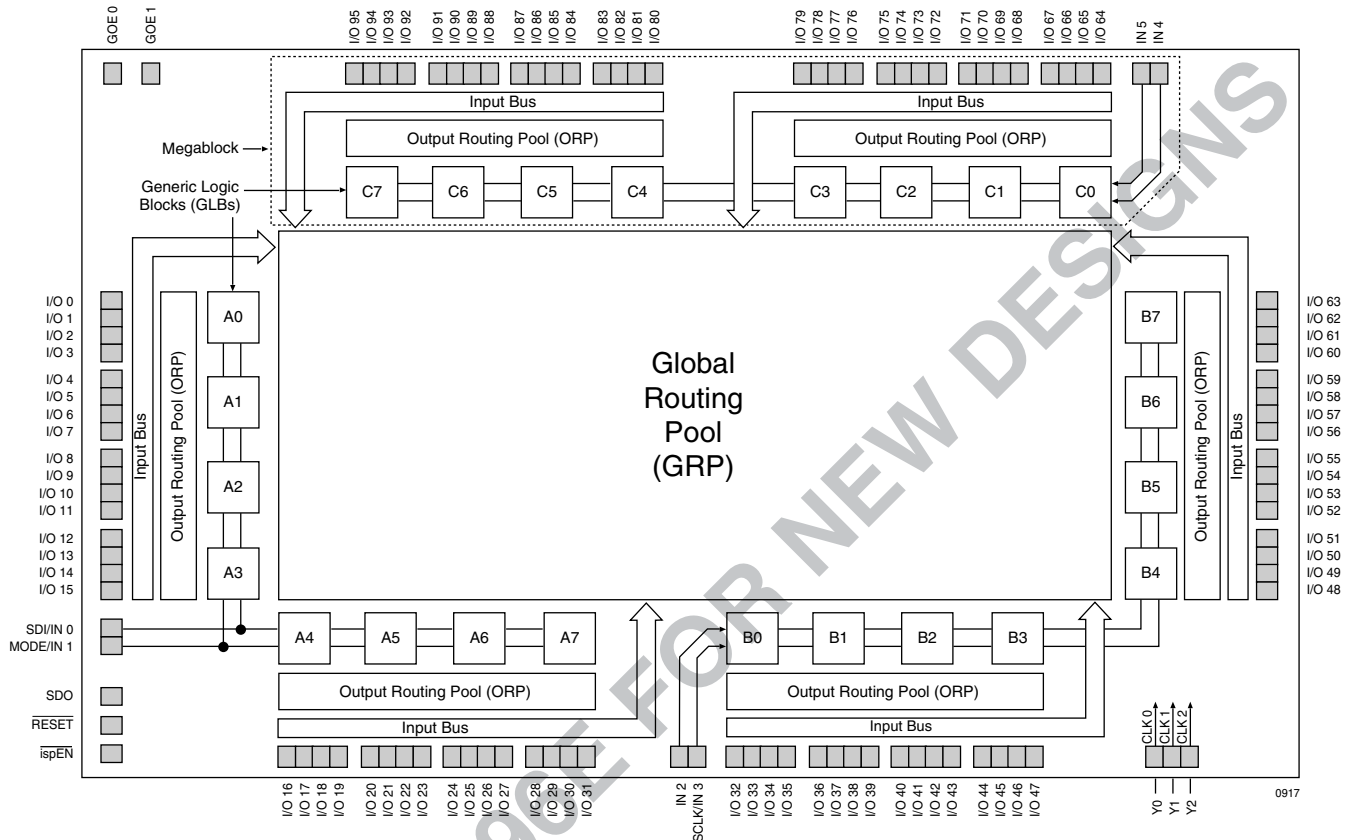 GOE 0
GOE 1
I/O 95
I/O 94
I/O 93
I/O 92
I/O 91
I/O 90
I/O 89
I/O 88
I/O 87
I/O 86
I/O 85
I/O 84
I/O 83
I/O 82
I/O 81
I/O 80
I/O 79
I/O 78
I/O 77
I/O 76
I/O 75
I/O 74
I/O 73
I/O 72
I/O 71
I/O 70
I/O 69
I/O 68
I/O 67
I/O 66
I/O 65
I/O 64
IN 5
IN 4
Input Bus
Input Bus
Output Routing Pool (ORP)
Output Routing Pool (ORP)
Megablock
Generic Logic
Blocks (GLBs)
C7
C6
C5
C4
C3
C2
C1
C0
I/O 0
I/O 1
I/O 2
I/O 3
I/O 4
I/O 5
I/O 6
I/O 7
I/O 8
I/O 9
I/O 10
I/O 11
I/O 12
I/O 13
I/O 14
I/O 15
Input Bus
Output Routing Pool (ORP)
A0
A1
A2
A3
Global
Routing
Pool
(GRP)
B7
B6
B5
B4
Output Routing Pool (ORP)
Input Bus
I/O 63
I/O 62
I/O 61
I/O 60
I/O 59
I/O 58
I/O 57
I/O 56
I/O 55
I/O 54
I/O 53
I/O 52
I/O 51
I/O 50
I/O 49
I/O 48
SDI/IN 0
MODE/IN 1
A4
A5
A6
A7
B0
B1
B2
B3
SDO
RESET
ispEN
Output Routing Pool (ORP)
Output Routing Pool (ORP)
Input Bus
Input Bus
CLK 0
CLK 1
CLK 2
I/O 16
I/O 17
I/O 18
I/O 19
I/O 20
I/O 21
I/O 22
I/O 23
I/O 24
I/O 25
I/O 26
I/O 27
I/O 28
I/O 29
I/O 30
I/O 31
IN 2
SCLK/IN 3
I/O 32
I/O 33
I/O 34
I/O 35
I/O 36
I/O 37
I/O 38
I/O 39
I/O 40
I/O 41
I/O 42
I/O 43
I/O 44
I/O 45
I/O 46
I/O 47
Y0
Y1
Y2
0917
96E FOR NEW DESIGNS